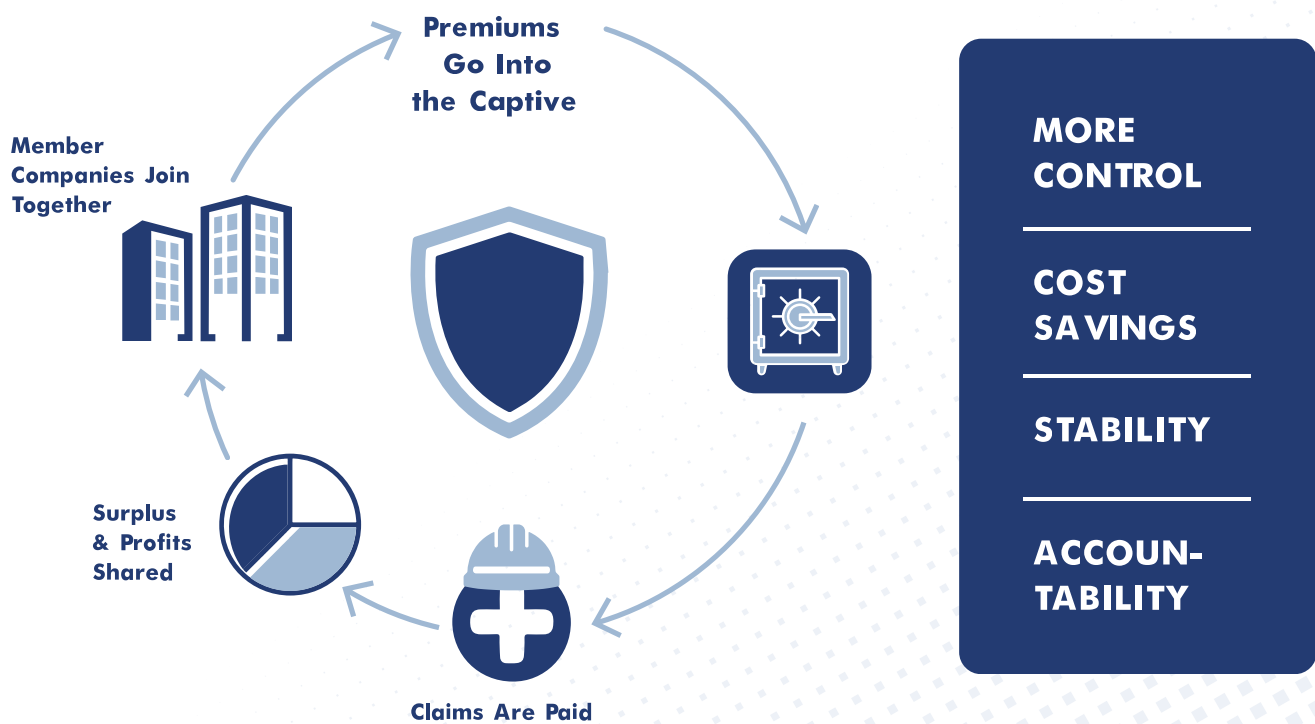 Premiums
Go Into
the Captive
Member
Companies Join
Together
Surplus
& Profits
Shared
Claims Are Paid
MORE
CONTROL
COST
SAVINGS
STABILITY
ACCOUN-
TABILITY